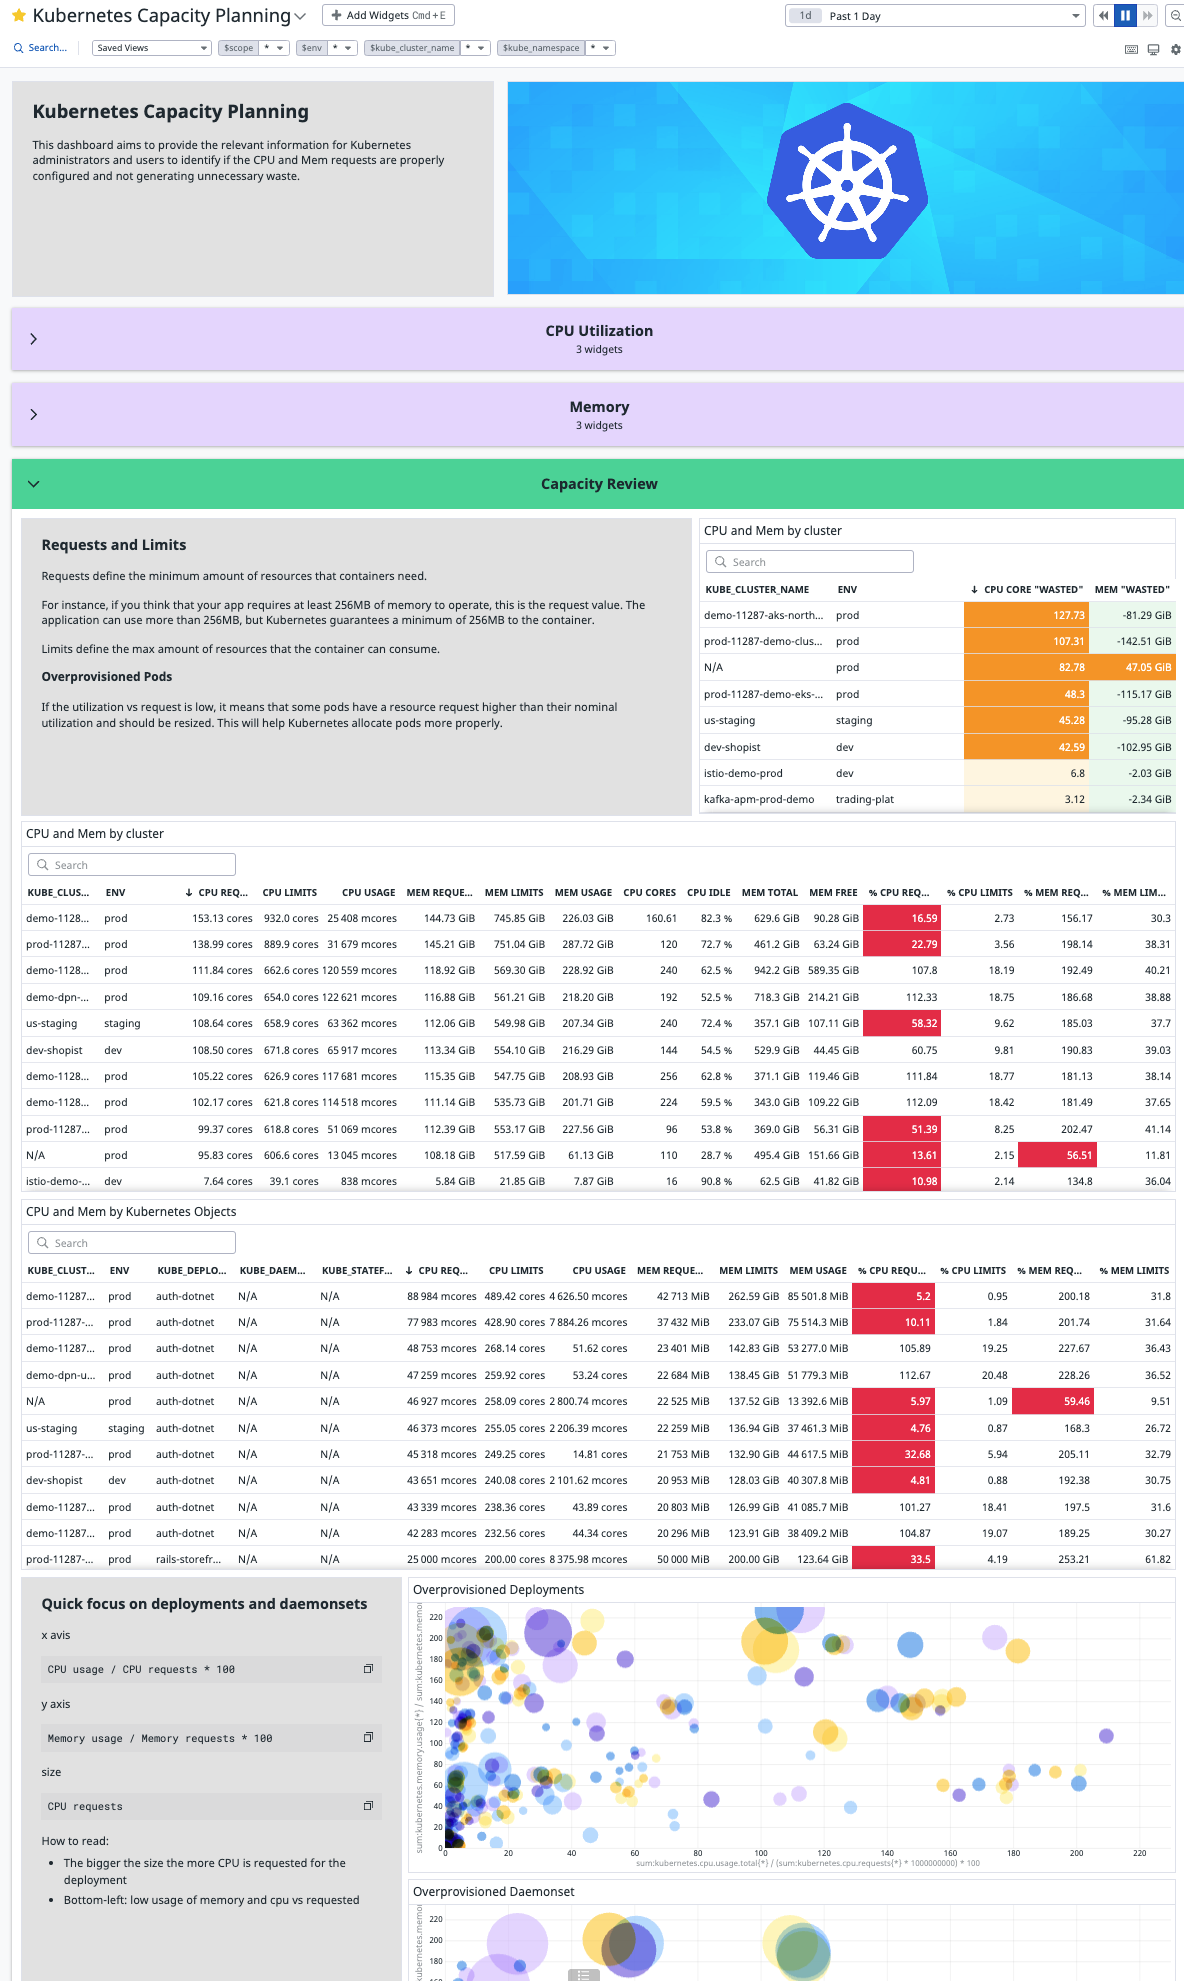 Kubernetes Capacity Planning
Add Widgets Cmd+E
1d Past 1 Day
Search...
Saved Views
$scope *
$env *
$kube_cluster_name *
$kube_namespace *
Kubernetes Capacity Planning
This dashboard aims to provide the relevant information for Kubernetes
administrators and users to identify if the CPU and Mem requests are properly
configured and not generating unnecessary waste.
CPU Utilization
3 widgets
Memory
3 widgets
Capacity Review
Requests and Limits
Requests define the minimum amount of resources that containers need.
For instance, if you think that your app requires at least 256MB of memory to operate, this is the request value. The
application can use more than 256MB, but Kubernetes guarantees a minimum of 256MB to the container.
Limits define the max amount of resources that the container can consume.
Overprovisioned Pods
If the utilization vs request is low, it means that some pods have a resource request higher than their nominal
utilization and should be resized. This will help Kubernetes allocate pods more properly.
CPU and Mem by cluster
Search
KUBE_CLUSTER_NAME ENV ↓ CPU CORE "WASTED" MEM "WASTED"
demo-11287-aks-north... prod 127.73 -81.29 GiB
prod-11287-demo-clus... prod 107.31 -142.51 GiB
N/A prod 82.78 47.05 GiB
prod-11287-demo-eks-... prod 48.3 -115.17 GiB
us-staging staging 45.28 -95.28 GiB
dev-shopist dev 42.59 -102.95 GiB
istio-demo-prod dev 6.8 -2.03 GiB
kafka-apm-prod-demo trading-plat 3.12 -2.34 GiB
CPU and Mem by cluster
Search
KUBE_CLUS... ENV ↓ CPU REQ... CPU LIMITS CPU USAGE MEM REQUE... MEM LIMITS MEM USAGE CPU CORES CPU IDLE MEM TOTAL MEM FREE % CPU REQ... % CPU LIMITS % MEM REQ... % MEM LIM...
demo-1128... prod 153.13 cores 932.0 cores 25 408 mcores 144.73 GiB 745.85 GiB 226.03 GiB 160.61 82.3 % 629.6 GiB 90.28 GiB 16.59 2.73 156.17 30.3
prod-11287... prod 138.99 cores 889.9 cores 31 679 mcores 145.21 GiB 751.04 GiB 287.72 GiB 120 72.7 % 461.2 GiB 63.24 GiB 22.79 3.56 198.14 38.31
demo-1128... prod 111.84 cores 662.6 cores 120 559 mcores 118.92 GiB 569.30 GiB 228.92 GiB 240 62.5 % 942.2 GiB 589.35 GiB 107.8 18.19 192.49 40.21
demo-dpn-... prod 109.16 cores 654.0 cores 122 621 mcores 116.88 GiB 561.21 GiB 218.20 GiB 192 52.5 % 718.3 GiB 214.21 GiB 112.33 18.75 186.68 38.88
us-staging staging 108.64 cores 658.9 cores 63 362 mcores 112.06 GiB 549.98 GiB 207.34 GiB 240 72.4 % 357.1 GiB 107.11 GiB 58.32 9.62 185.03 37.7
dev-shopist dev 108.50 cores 671.8 cores 65 917 mcores 113.34 GiB 554.10 GiB 216.29 GiB 144 54.5 % 529.9 GiB 44.45 GiB 60.75 9.81 190.83 39.03
demo-1128... prod 105.22 cores 626.9 cores 117 681 mcores 115.35 GiB 547.75 GiB 208.93 GiB 256 62.8 % 371.1 GiB 119.46 GiB 111.84 18.77 181.13 38.14
demo-1128... prod 102.17 cores 621.8 cores 114 518 mcores 111.14 GiB 535.73 GiB 201.71 GiB 224 59.5 % 343.0 GiB 109.22 GiB 112.09 18.42 181.49 37.65
prod-11287... prod 99.37 cores 618.8 cores 51 069 mcores 112.39 GiB 553.17 GiB 227.56 GiB 96 53.8 % 369.0 GiB 56.31 GiB 51.39 8.25 202.47 41.14
N/A prod 95.83 cores 606.6 cores 13 045 mcores 108.18 GiB 517.59 GiB 61.13 GiB 110 28.7 % 495.4 GiB 151.66 GiB 13.61 2.15 56.51 11.81
istio-demo-... dev 7.64 cores 39.1 cores 838 mcores 5.84 GiB 21.85 GiB 7.87 GiB 16 90.8 % 62.5 GiB 41.82 GiB 10.98 2.14 134.8 36.04
CPU and Mem by Kubernetes Objects
Search
KUBE_CLUST... ENV KUBE_DEPLO... KUBE_DAEM... KUBE_STATEF... ↓ CPU REQ... CPU LIMITS CPU USAGE MEM REQUE... MEM LIMITS MEM USAGE % CPU REQU... % CPU LIMITS % MEM REQ... % MEM LIMITS
demo-11287... prod auth-dotnet N/A N/A 88 984 mcores 489.42 cores 4 626.50 mcores 42 713 MiB 262.59 GiB 85 501.8 MiB 5.2 0.95 200.18 31.8
prod-11287-... prod auth-dotnet N/A N/A 77 983 mcores 428.90 cores 7 884.26 mcores 37 432 MiB 233.07 GiB 75 514.3 MiB 10.11 1.84 201.74 31.64
demo-11287... prod auth-dotnet N/A N/A 48 753 mcores 268.14 cores 51.62 cores 23 401 MiB 142.83 GiB 53 277.0 MiB 105.89 19.25 227.67 36.43
demo-dpn-u... prod auth-dotnet N/A N/A 47 259 mcores 259.92 cores 53.24 cores 22 684 MiB 138.45 GiB 51 779.3 MiB 112.67 20.48 228.26 36.52
N/A prod auth-dotnet N/A N/A 46 927 mcores 258.09 cores 2 800.74 mcores 22 525 MiB 137.52 GiB 13 392.6 MiB 5.97 1.09 59.46 9.51
us-staging staging auth-dotnet N/A N/A 46 373 mcores 255.05 cores 2 206.39 mcores 22 259 MiB 136.94 GiB 37 461.3 MiB 4.76 0.87 168.3 26.72
prod-11287-... prod auth-dotnet N/A N/A 45 318 mcores 249.25 cores 14.81 cores 21 753 MiB 132.90 GiB 44 617.5 MiB 32.68 5.94 205.11 32.79
dev-shopist dev auth-dotnet N/A N/A 43 651 mcores 240.08 cores 2 101.62 mcores 20 953 MiB 128.03 GiB 40 307.8 MiB 4.81 0.88 192.38 30.75
demo-11287... prod auth-dotnet N/A N/A 43 339 mcores 238.36 cores 43.89 cores 20 803 MiB 126.99 GiB 41 085.7 MiB 101.27 18.41 197.5 31.6
demo-11287... prod auth-dotnet N/A N/A 42 283 mcores 232.56 cores 44.34 cores 20 296 MiB 123.91 GiB 38 409.2 MiB 104.87 19.07 189.25 30.27
prod-11287-... prod rails-storefr... N/A N/A 25 000 mcores 200.00 cores 8 375.98 mcores 50 000 MiB 200.00 GiB 123.64 GiB 33.5 4.19 253.21 61.82
Quick focus on deployments and daemonsets
x avis
CPU usage / CPU requests * 100
y axis
Memory usage / Memory requests * 100
size
CPU requests
How to read:
• The bigger the size the more CPU is requested for the
deployment
• Bottom-left: low usage of memory and cpu vs requested
Overprovisioned Deployments
sum:kubernetes.memory.usage{*} / sum:kubernetes.memor
220
200
180
160
140
120
100
80
60
40
20
0
0 20 40 60 80 100 120 140 160 180 200 220
sum:kubernetes.cpu.usage.total{*} / (sum:kubernetes.cpu.requests{*} * 1000000000) * 100
Overprovisioned Daemonset
220
200
180
160